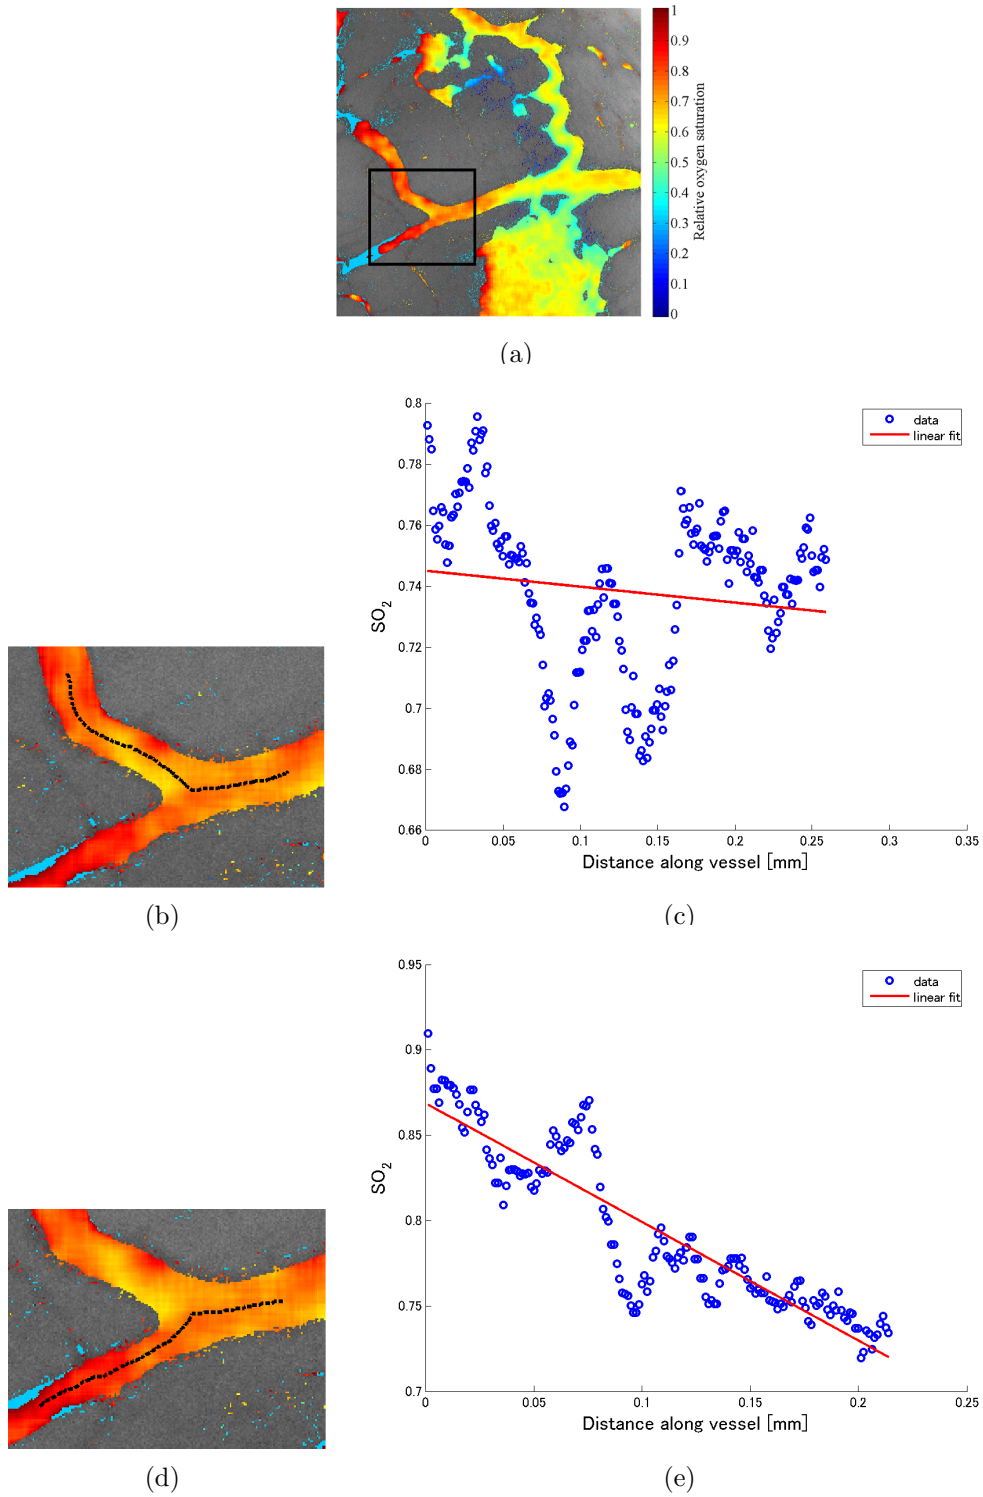 1
0.9
0.8
0.7
0.6
0.5
0.4
0.3
0.2
0.1
0
Relative oxygen saturation
(a)
0.8
0.78
0.76
0.74
0.72
0.7
0.68
0.66
SO2
data
linear fit
0 0.05 0.1 0.15 0.2 0.25 0.3 0.35
Distance along vessel [mm]
(b) (c)
0.95
0.9
0.85
0.8
0.75
0.7
SO2
data
linear fit
0 0.05 0.1 0.15 0.2 0.25
Distance along vessel [mm]
(d) (e)